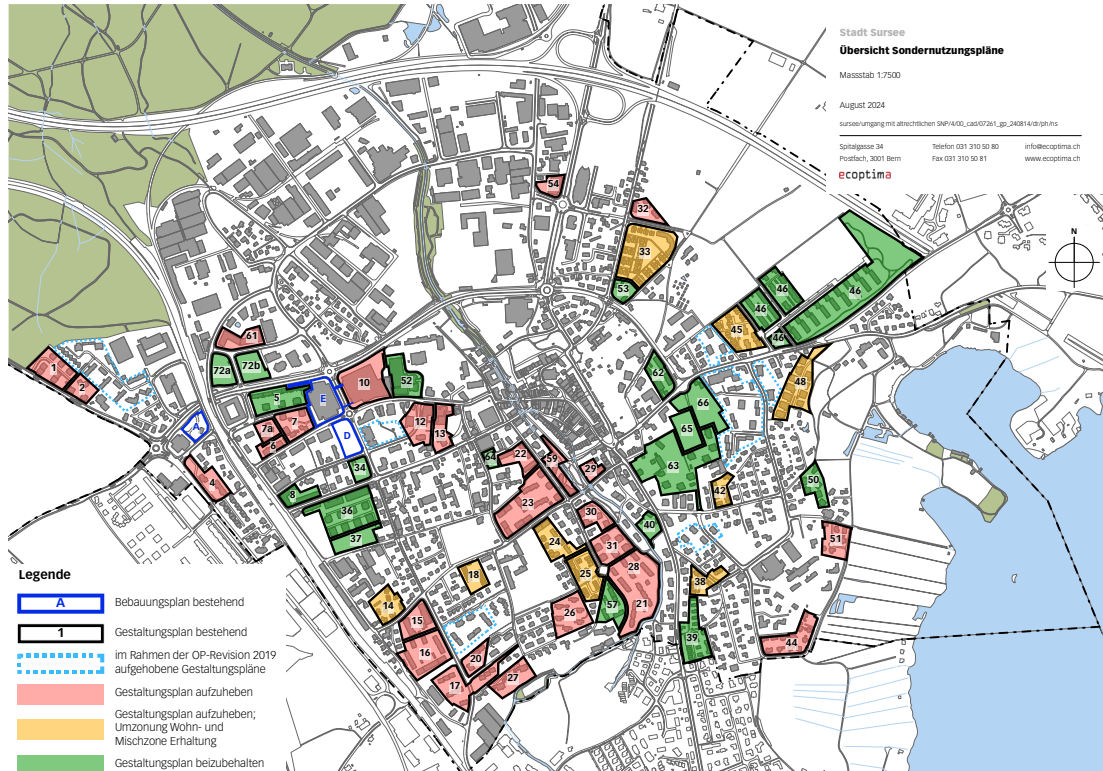 Stadt Sursee
Übersicht Sondernutzungspläne
Massstab 1:7500
August 2024
sursee/umgang mit altrechtlichen SNP/4/00_cad/07261_gp_240814/dr/ph/ns
Spitalgasse 34 Telefon 031 310 50 80 info@ecoptima.ch
Postfach, 3001 Bern Fax 031 310 50 81 www.ecoptima.ch
ecoptima
N
54
32
33
53
46
46
46
46
45
61
72a
72b
1
2
10
52
62
48
5
E
66
7
7a
6
A
D
12
13
65
4
34
64
22
59
29
63
8
36
23
42
50
37
30
40
24
31
51
18
25
28
38
14
15
26
57
21
39
44
16
20
27
17
Legende
A Bebauungsplan bestehend
1 Gestaltungsplan bestehend
im Rahmen der OP-Revision 2019
aufgehobene Gestaltungspläne
Gestaltungsplan aufzuheben
Gestaltungsplan aufzuheben;
Umzonung Wohn- und
Mischzone Erhaltung
Gestaltungsplan beizubehalten